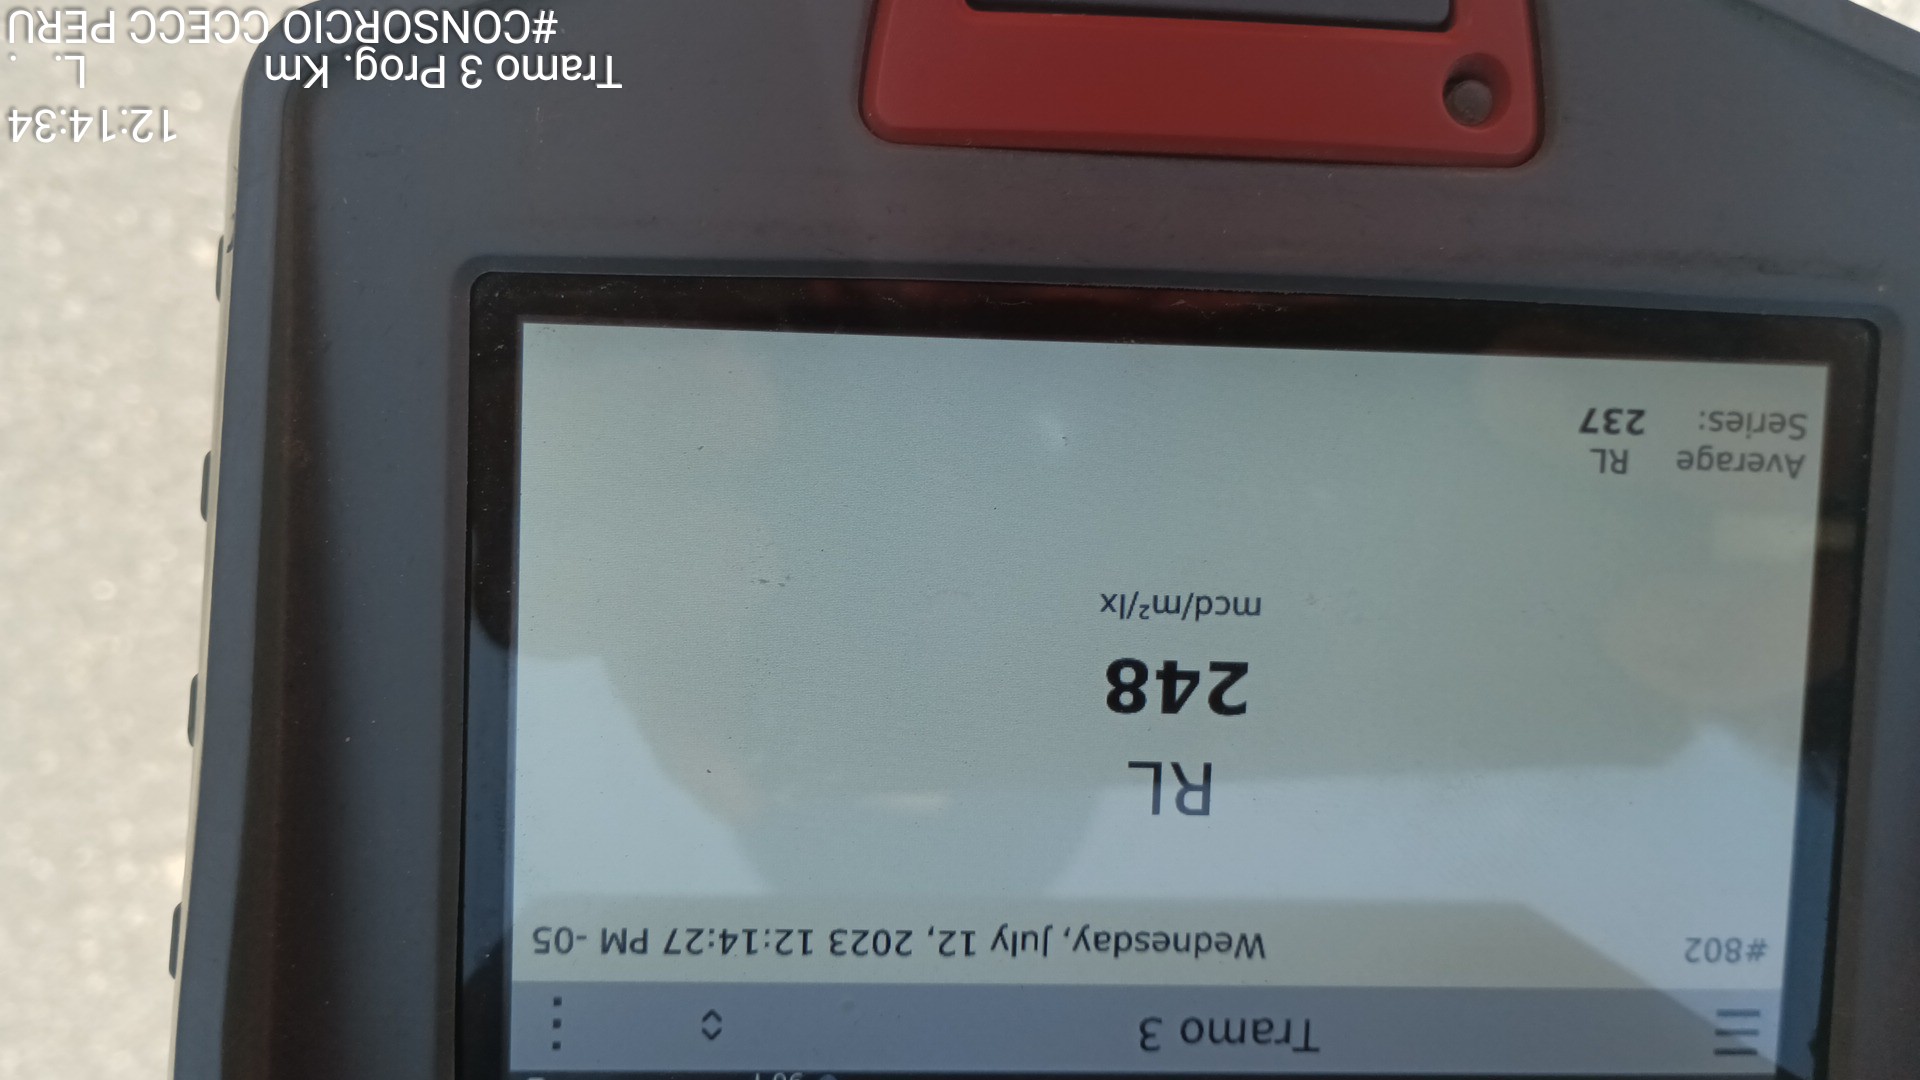 Tramo 3
#802
Wednesday, July 12, 2023 12:14:27 PM -05
RL
248
mcd/m²/lx
Average RL
Series: 237
12:14:34
Tramo 3 Prog. Km L. .
#CONSORCIO CCECC PERU